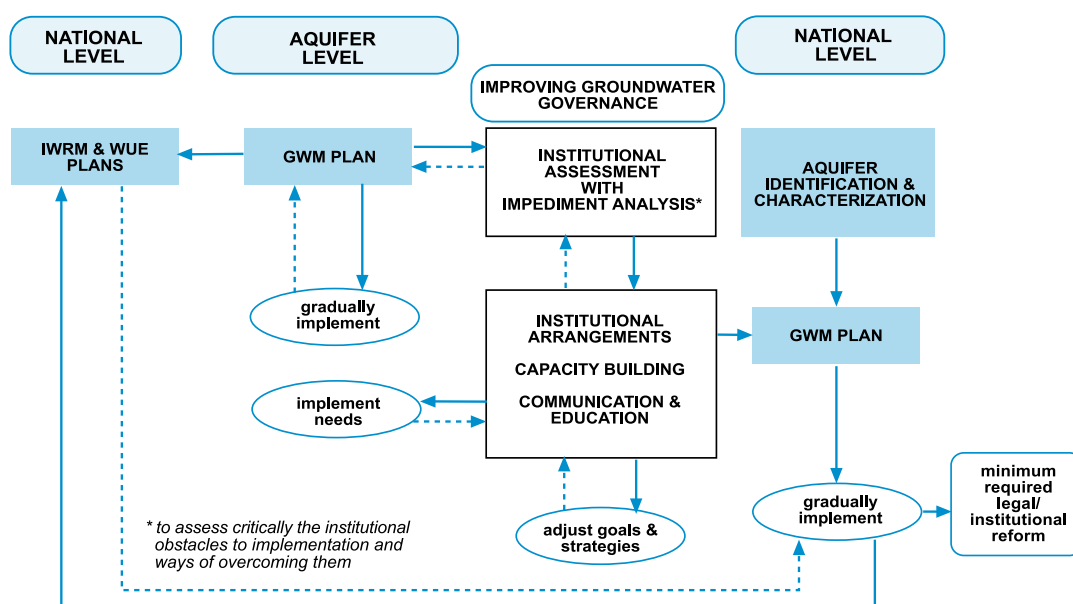 NATIONAL
LEVEL
AQUIFER
LEVEL
NATIONAL
LEVEL
IMPROVING GROUNDWATER
GOVERNANCE
IWRM & WUE
PLANS
GWM PLAN
INSTITUTIONAL
ASSESSMENT
WITH
IMPEDIMENT ANALYSIS*
AQUIFER
IDENTIFICATION &
CHARACTERIZATION
gradually
implement
INSTITUTIONAL
ARRANGEMENTS
CAPACITY BUILDING
COMMUNICATION &
EDUCATION
GWM PLAN
implement
needs
gradually
implement
minimum
required
legal/
institutional
reform
adjust goals &
strategies
* to assess critically the institutional
obstacles to implementation and
ways of overcoming them